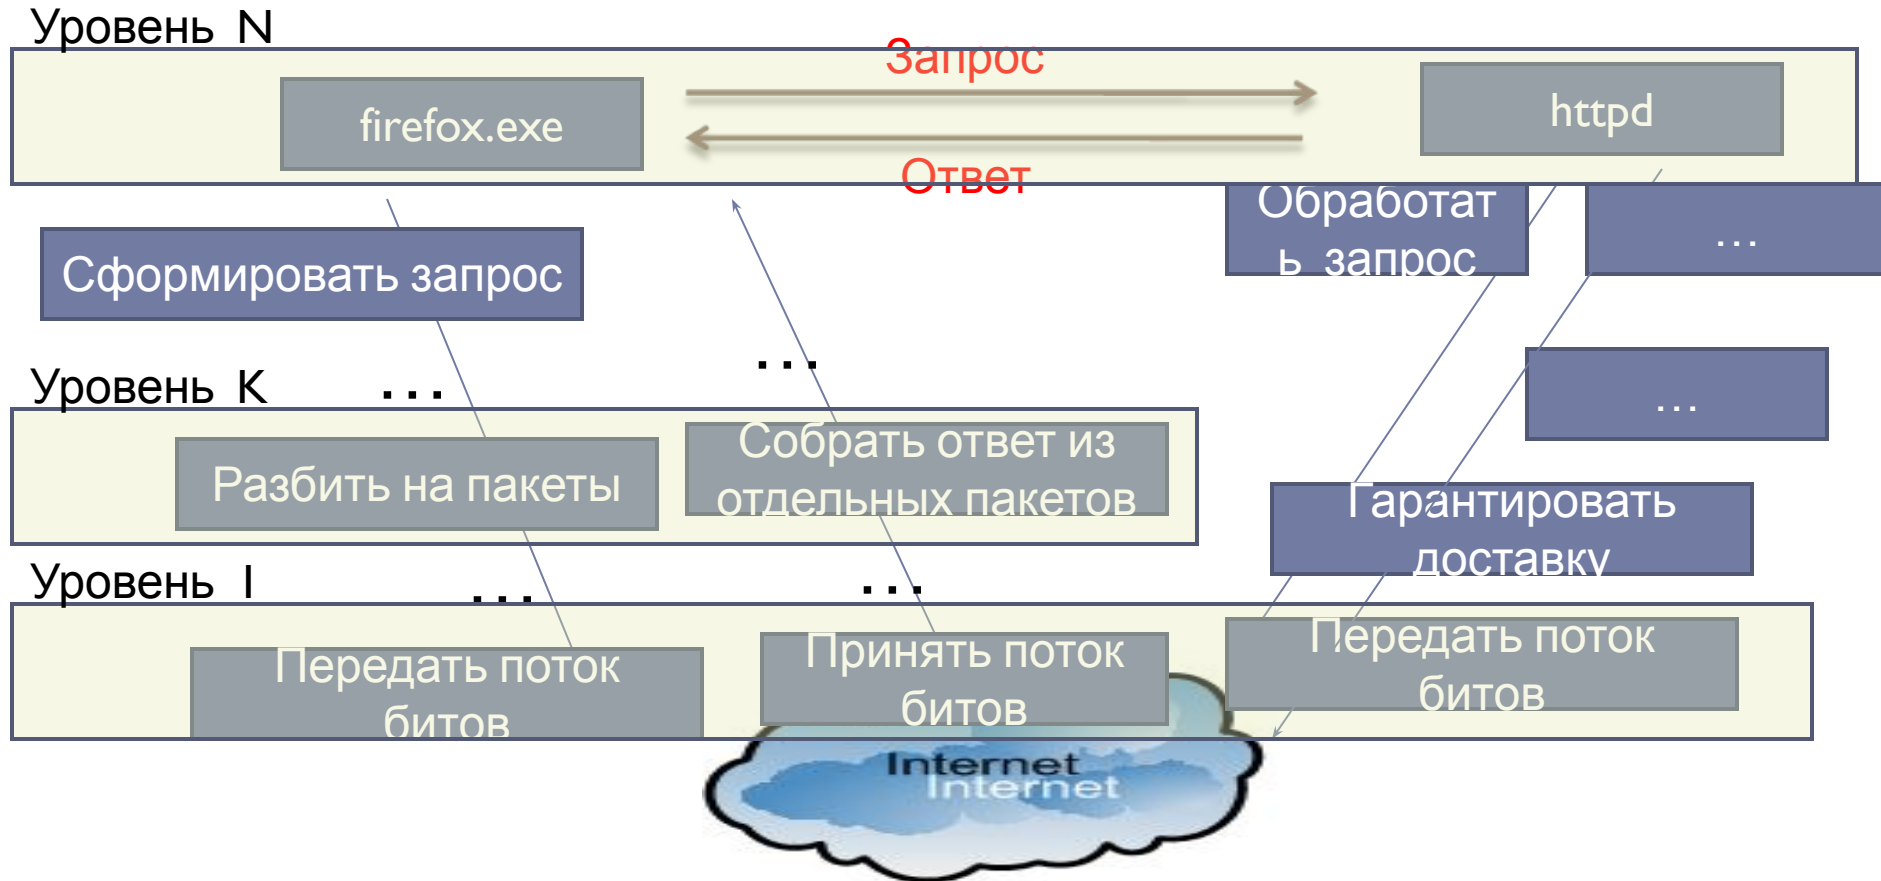 Уровень N
Запрос
firefox.exe
httpd
Ответ
Обработат
ь запрос
...
Сформировать запрос
...
Уровень K
...
...
Собрать ответ из
отдельных пакетов
Разбить на пакеты
Гарантировать
доставку
Уровень I
...
...
Передать поток
битов
Принять поток
битов
Передать поток
битов
Internet
Internet